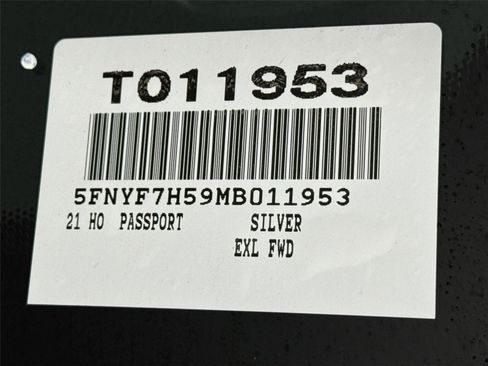 T011953
5FNYF7H59MB011953
21 HO PASSPORT SILVER
EXL FWD